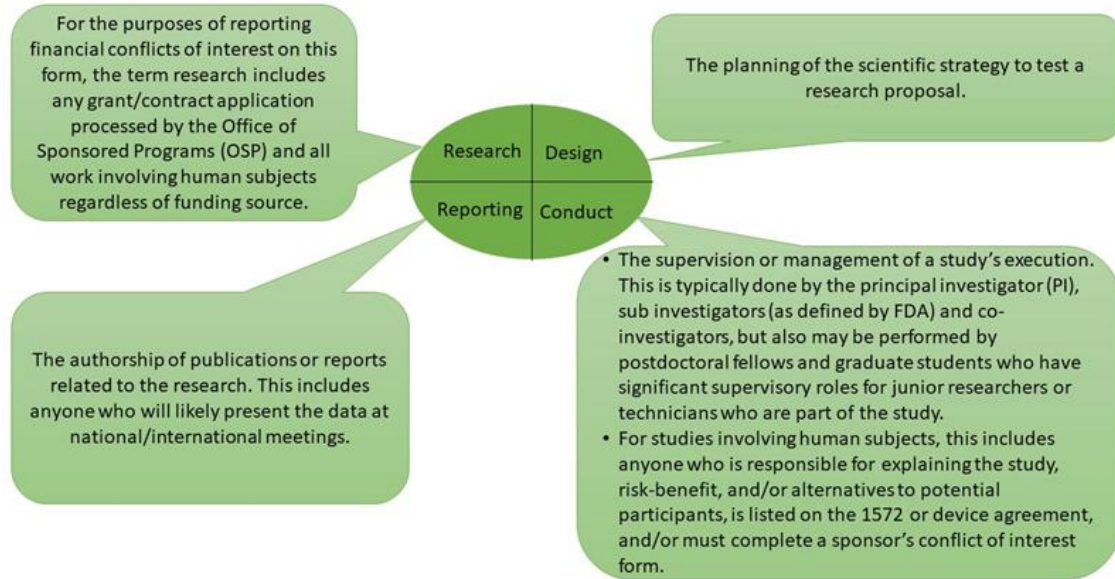 For the purposes of reporting
financial conflicts of interest on this
form, the term research includes
any grant/contract application
processed by the Office of
Sponsored Programs (OSP) and all
work involving human subjects
regardless of funding source.
The planning of the scientific strategy to test a
research proposal.
Research
Design
Reporting
Conduct
The authorship of publications or reports
related to the research. This includes
anyone who will likely present the data at
national/international meetings.
• The supervision or management of a study's execution.
This is typically done by the principal investigator (PI),
sub investigators (as defined by FDA) and co-
investigators, but also may be performed by
postdoctoral fellows and graduate students who have
significant supervisory roles for junior researchers or
technicians who are part of the study.
• For studies involving human subjects, this includes
anyone who is responsible for explaining the study,
risk-benefit, and/or alternatives to potential
participants, is listed on the 1572 or device agreement,
and/or must complete a sponsor's conflict of interest
form.